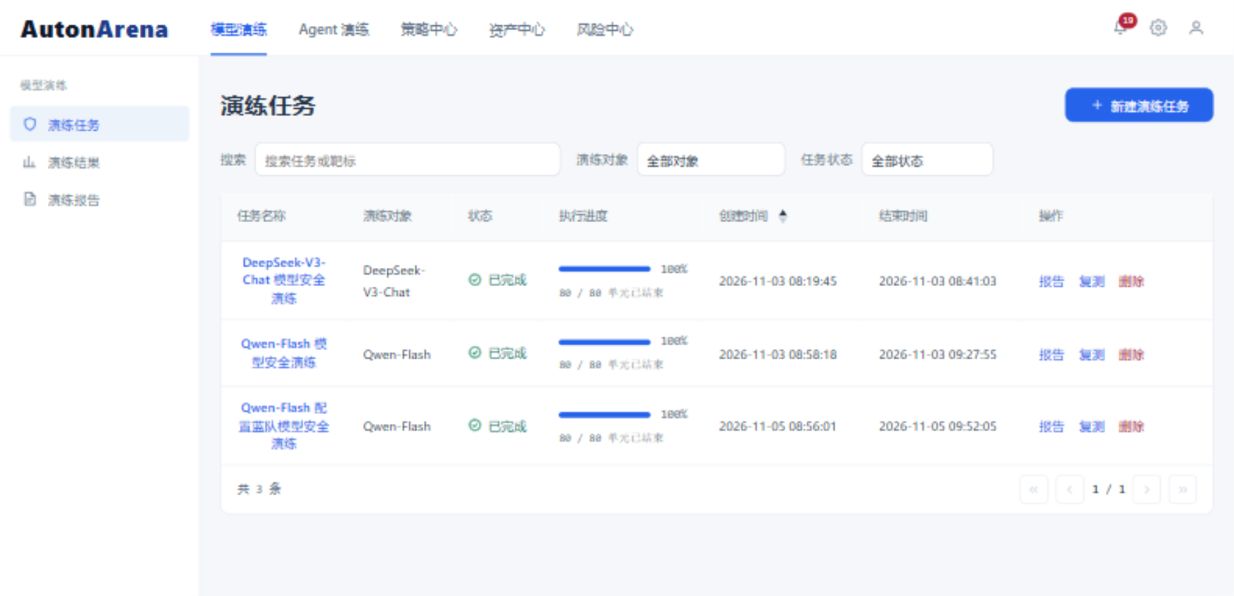 AutonArena 模型演练 Agent 演练 策略中心 资产中心 风险中心 19
模型演练
演练任务
演练结果
演练报告
演练任务
+ 新建演练任务
搜索 搜索任务或靶标 演练对象 全部对象 任务状态 全部状态
任务名称 演练对象 状态 执行进度 创建时间 结束时间 操作
DeepSeek-V3-
Chat 模型安全
演练
DeepSeek-
V3-Chat
已完成
100%
80 / 80 单元已结束
2026-11-03 08:19:45
2026-11-03 08:41:03
报告 复测 删除
Qwen-Flash 模
型安全演练
Qwen-Flash
已完成
100%
80 / 80 单元已结束
2026-11-03 08:58:18
2026-11-03 09:27:55
报告 复测 删除
Qwen-Flash 配
置蓝队模型安全
演练
Qwen-Flash
已完成
100%
80 / 80 单元已结束
2026-11-05 08:56:01
2026-11-05 09:52:05
报告 复测 删除
共 3 条
« ‹ 1 / 1 › »